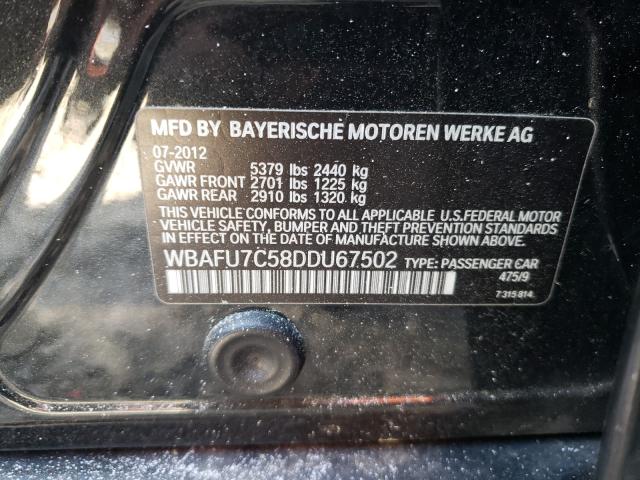 MFD BY BAYERISCHE MOTOREN WERKE AG
07-2012
GVWR 5379 lbs 2440 kg
GAWR FRONT 2701 lbs 1225 kg
GAWR REAR 2910 lbs 1320 kg
THIS VEHICLE CONFORMS TO ALL APPLICABLE U.S.FEDERAL MOTOR
VEHICLE SAFETY, BUMPER AND THEFT PREVENTION STANDARDS
IN EFFECT ON THE DATE OF MANUFACTURE SHOWN ABOVE.
WBAFU7C58DDU67502 TYPE: PASSENGER CAR
475/9
7 315 814